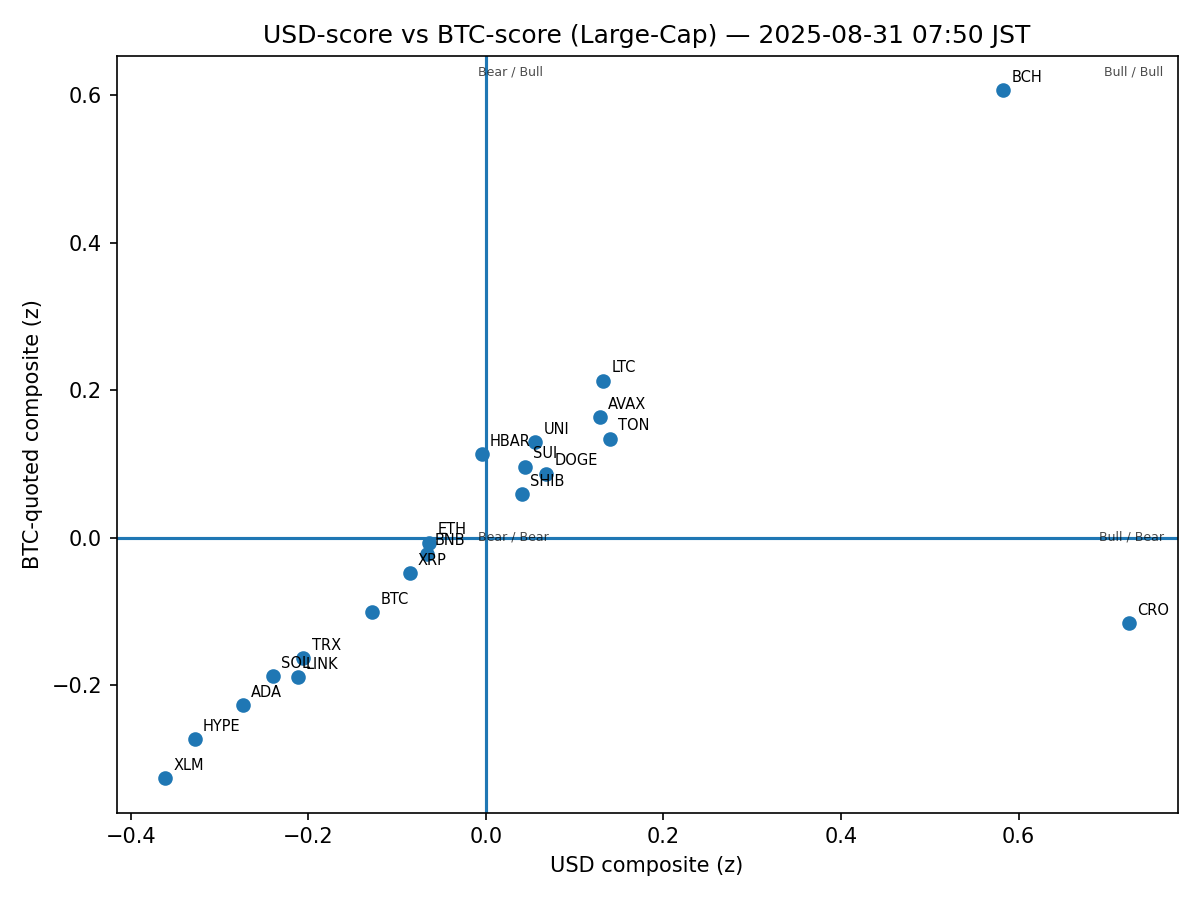 USD-score vs BTC-score (Large-Cap) — 2025-08-31 07:50 JST
Bear / Bull
Bull / Bull
BCH
0.6
0.4
LTC
0.2
AVAX
TON
UNI
HBAR
SUI
DOGE
SHIB
ETH
0.0
Bear / Bear
Bull / Bear
BNB
XRP
BTC
CRO
TRX
SOL
LINK
−0.2
ADA
HYPE
XLM
−0.4
−0.2
0.0
0.2
0.4
0.6
USD composite (z)
BTC-quoted composite (z)